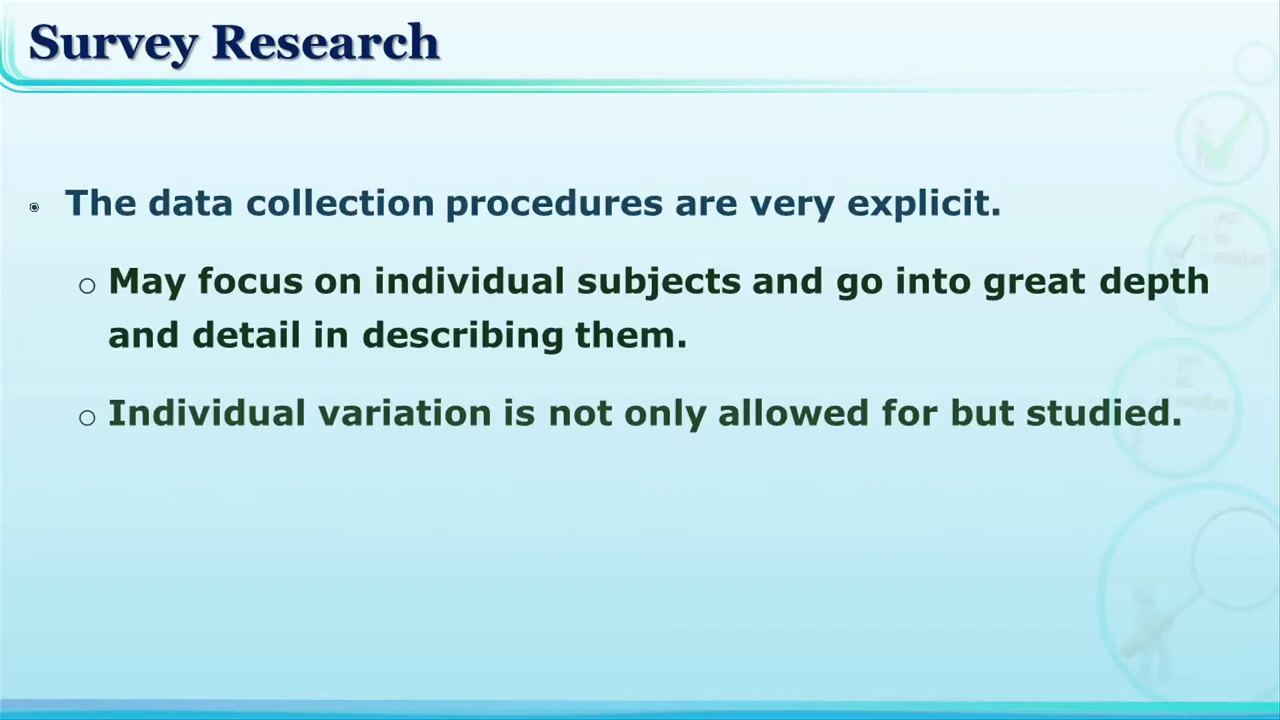 Survey Research
The data collection procedures are very explicit.
May focus on individual subjects and go into great depth
and detail in describing them.
Individual variation is not only allowed for but studied.